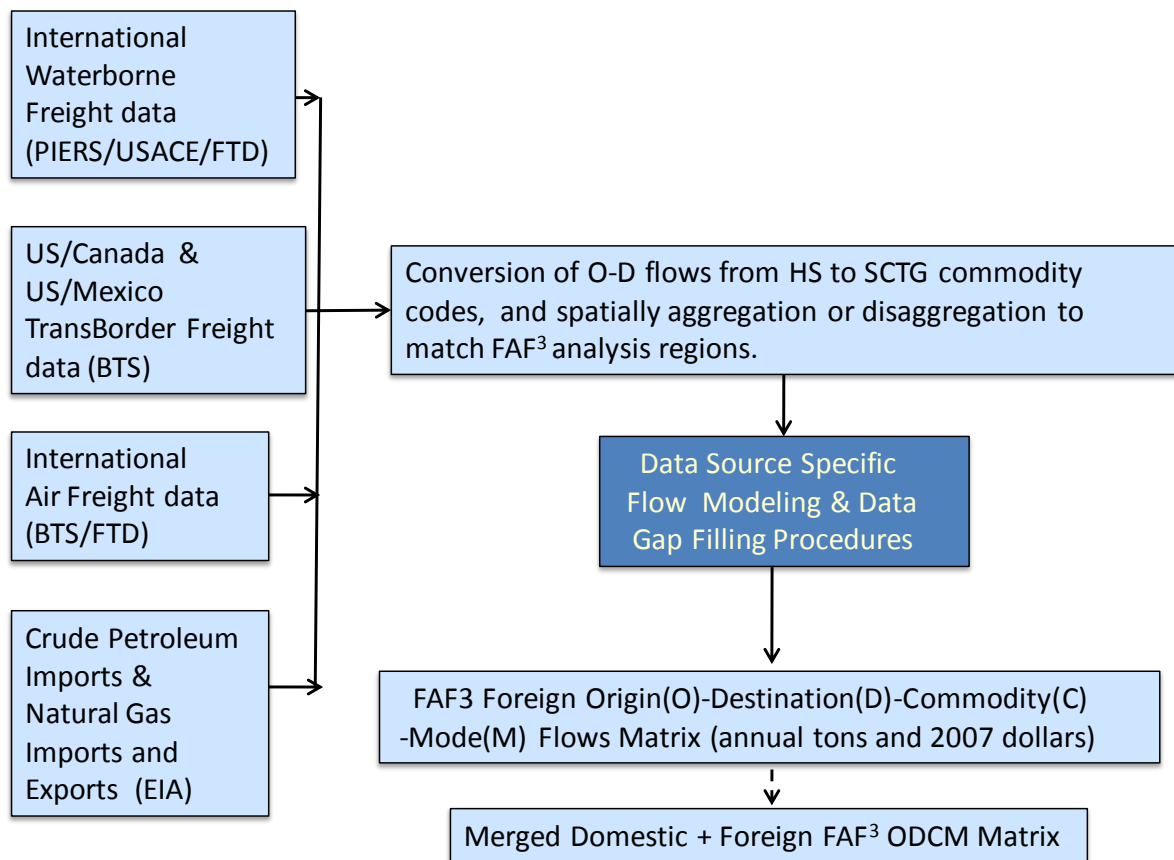 International
Waterborne
Freight data
(PIERS/USACE/FTD)
US/Canada &
US/Mexico
TransBorder Freight
data (BTS)
International
Air Freight data
(BTS/FTD)
Crude Petroleum
Imports &
Natural Gas
Imports and
Exports (EIA)
Conversion of O-D flows from HS to SCTG commodity
codes, and spatially aggregation or disaggregation to
match FAF³ analysis regions.
Data Source Specific
Flow Modeling & Data
Gap Filling Procedures
FAF3 Foreign Origin(O)-Destination(D)-Commodity(C)
-Mode(M) Flows Matrix (annual tons and 2007 dollars)
Merged Domestic + Foreign FAF³ ODCM Matrix